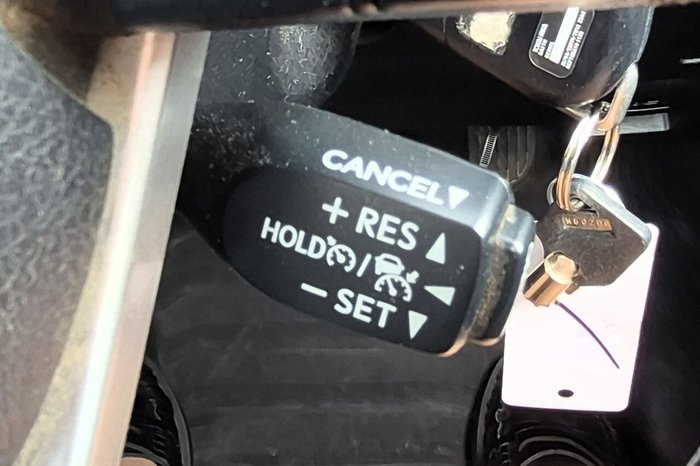 CANCEL▼
+ RES ▲
HOLD /
− SET ▼